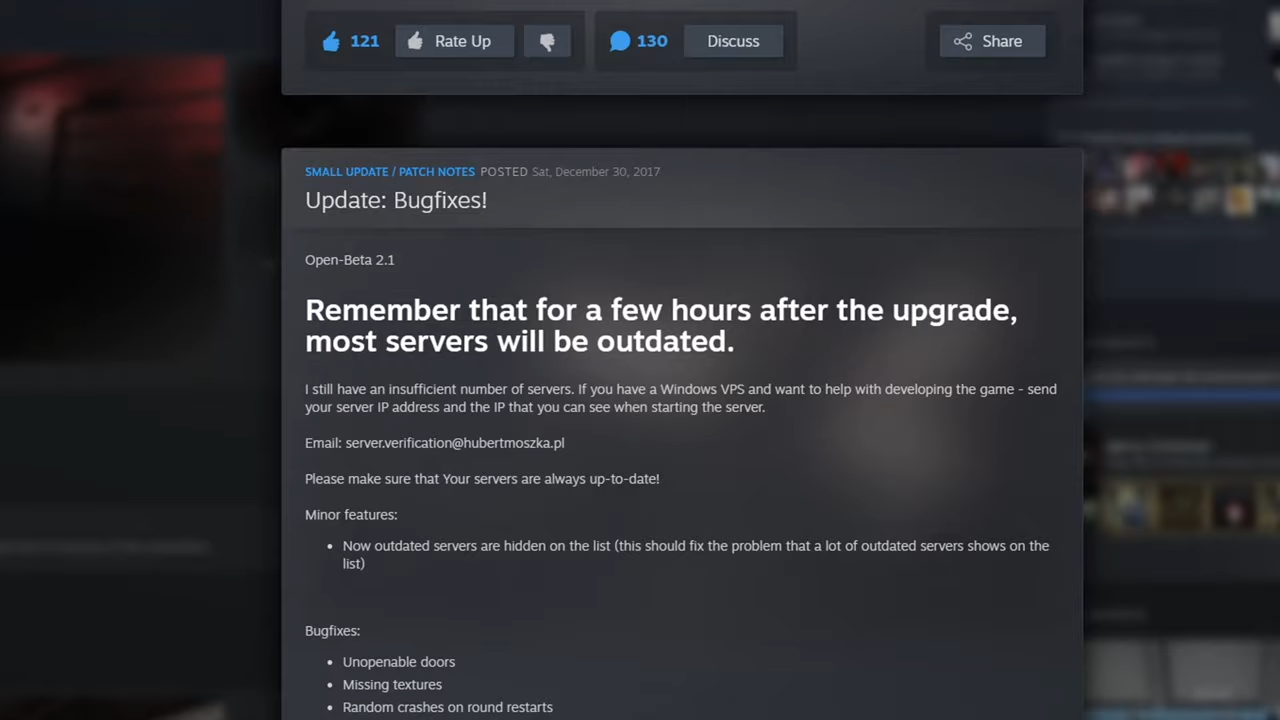 121 Rate Up 130 Discuss Share
SMALL UPDATE / PATCH NOTES POSTED Sat, December 30, 2017
Update: Bugfixes!
Open-Beta 2.1
Remember that for a few hours after the upgrade,
most servers will be outdated.
I still have an insufficient number of servers. If you have a Windows VPS and want to help with developing the game - send
your server IP address and the IP that you can see when starting the server.
Email: server.verification@hubertmoszka.pl
Please make sure that Your servers are always up-to-date!
Minor features:
• Now outdated servers are hidden on the list (this should fix the problem that a lot of outdated servers shows on the
list)
Bugfixes:
• Unopenable doors
• Missing textures
• Random crashes on round restarts